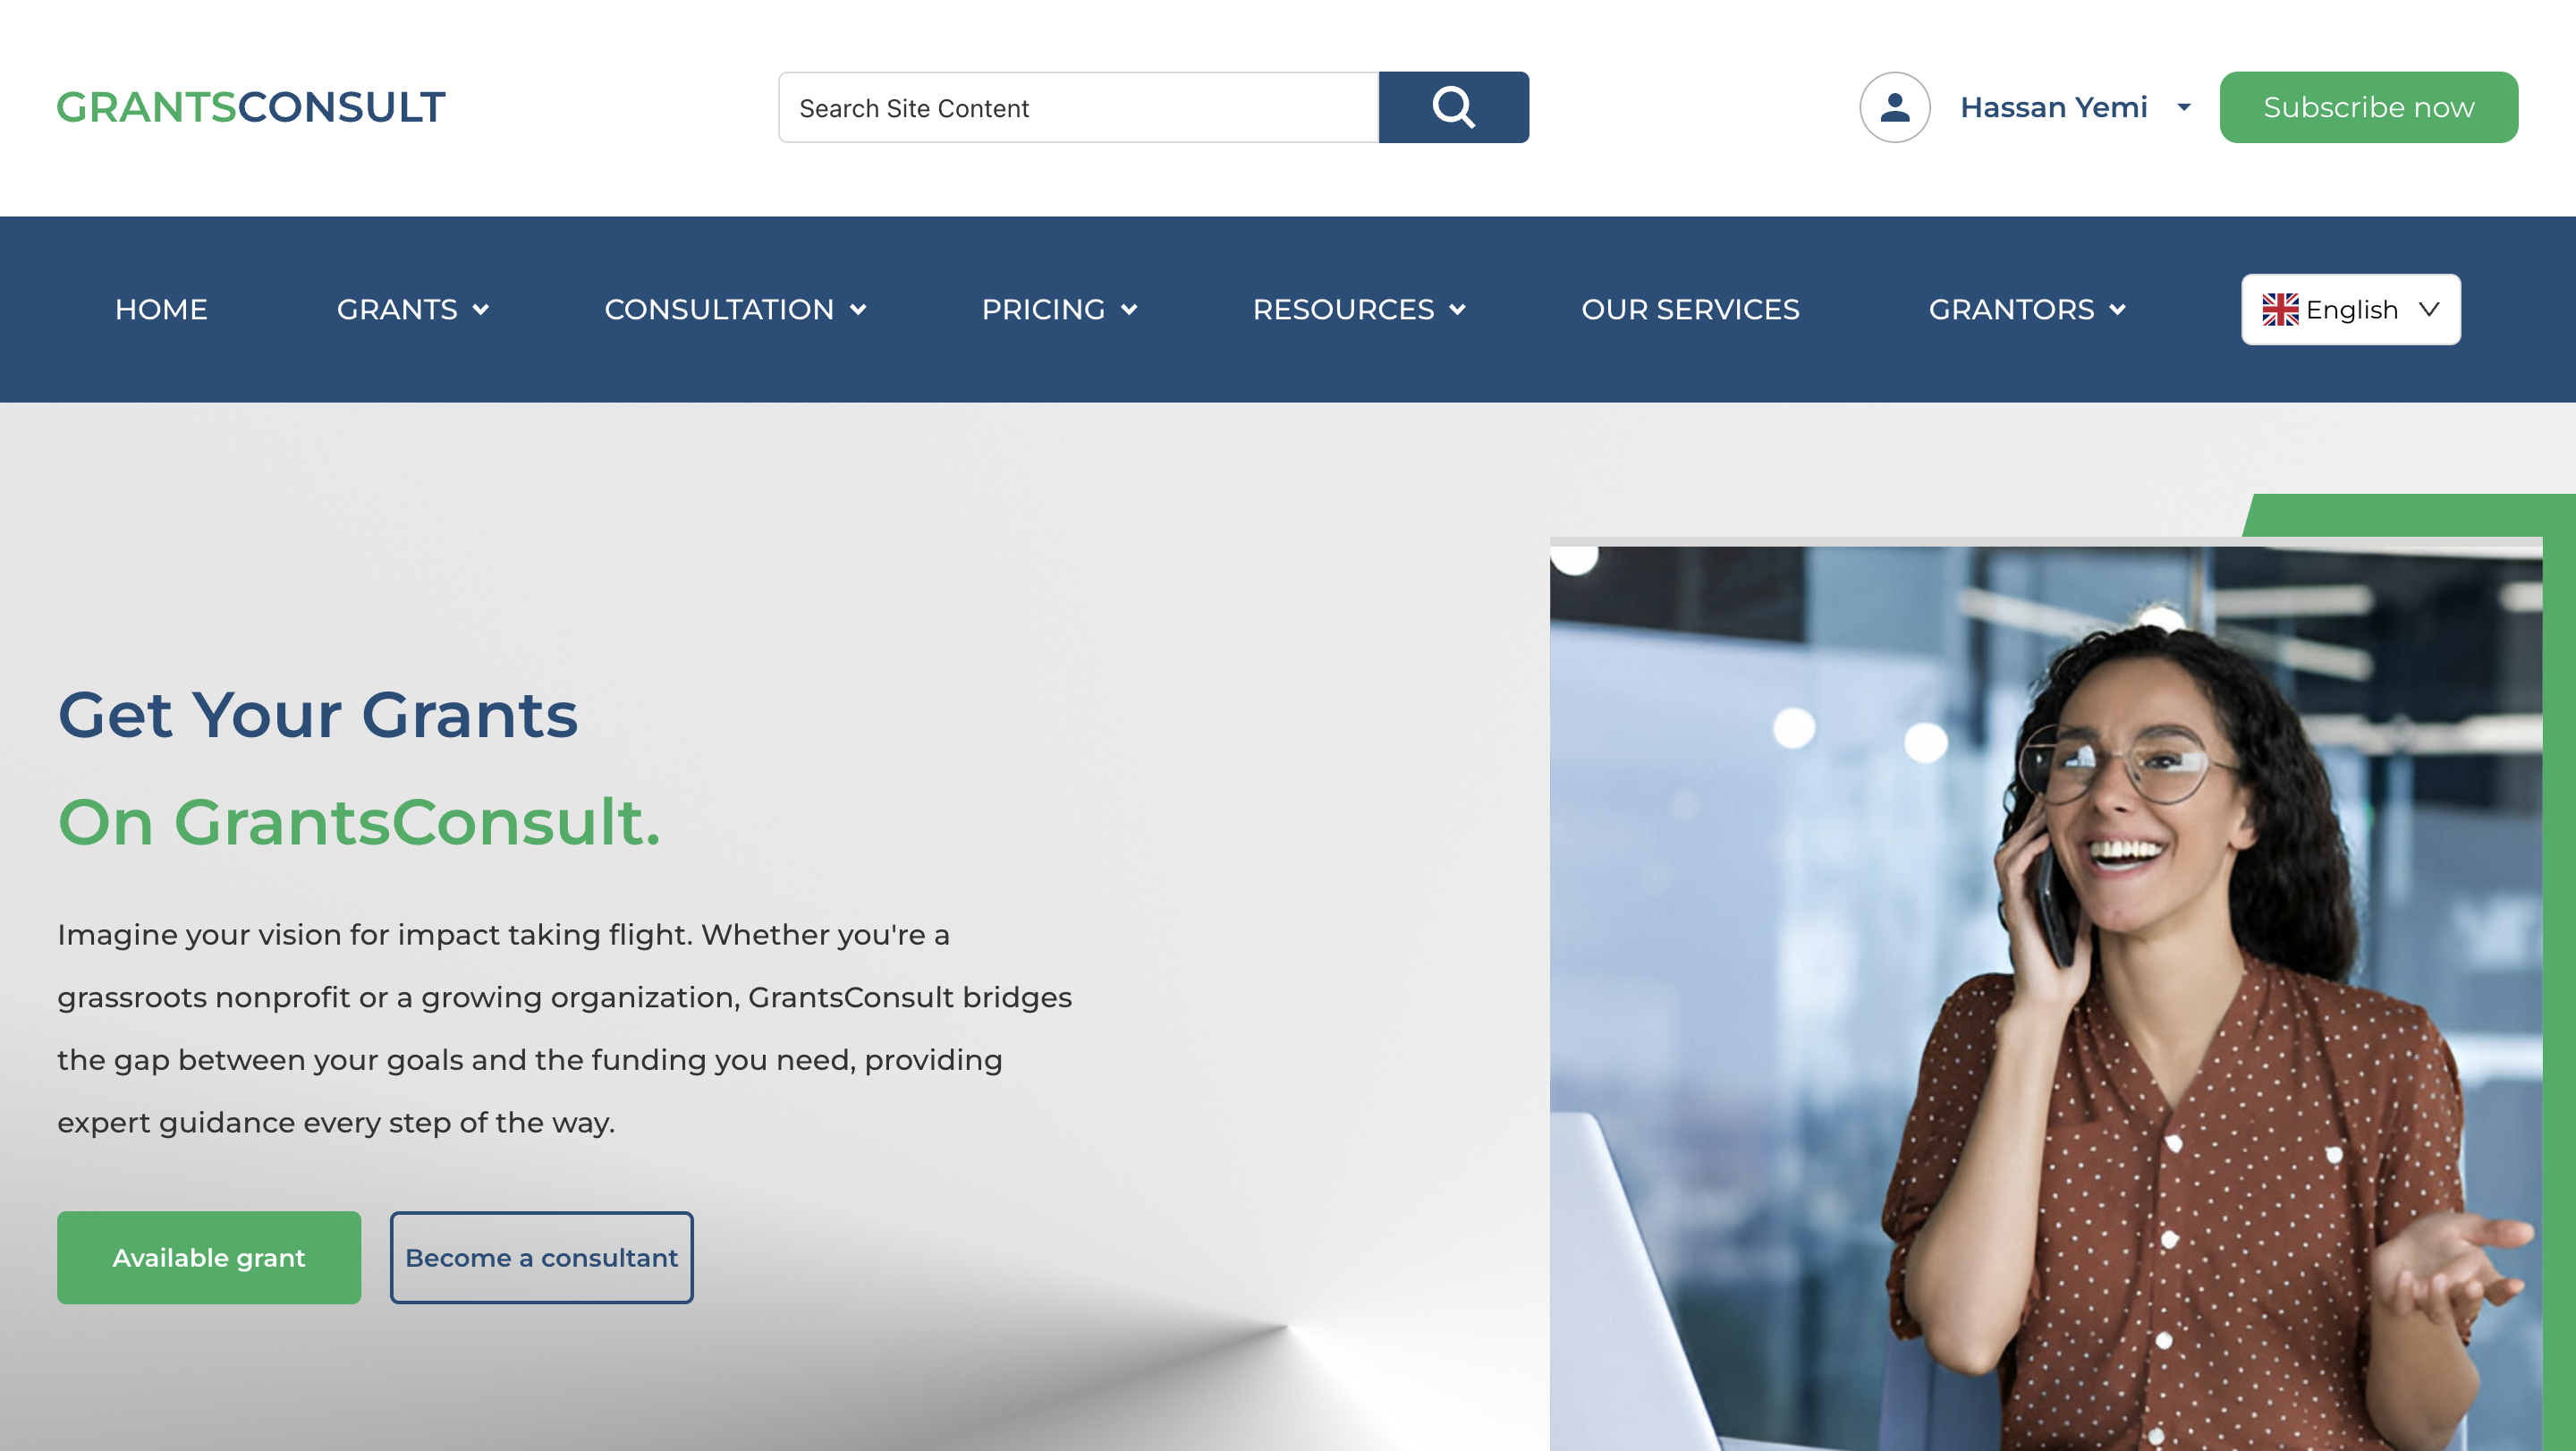 GRANTSCONSULT
Search Site Content
Hassan Yemi
Subscribe now
HOME
GRANTS
CONSULTATION
PRICING
RESOURCES
OUR SERVICES
GRANTORS
English
Get Your Grants
On GrantsConsult.
Imagine your vision for impact taking flight. Whether you're a
grassroots nonprofit or a growing organization, GrantsConsult bridges
the gap between your goals and the funding you need, providing
expert guidance every step of the way.
Available grant
Become a consultant